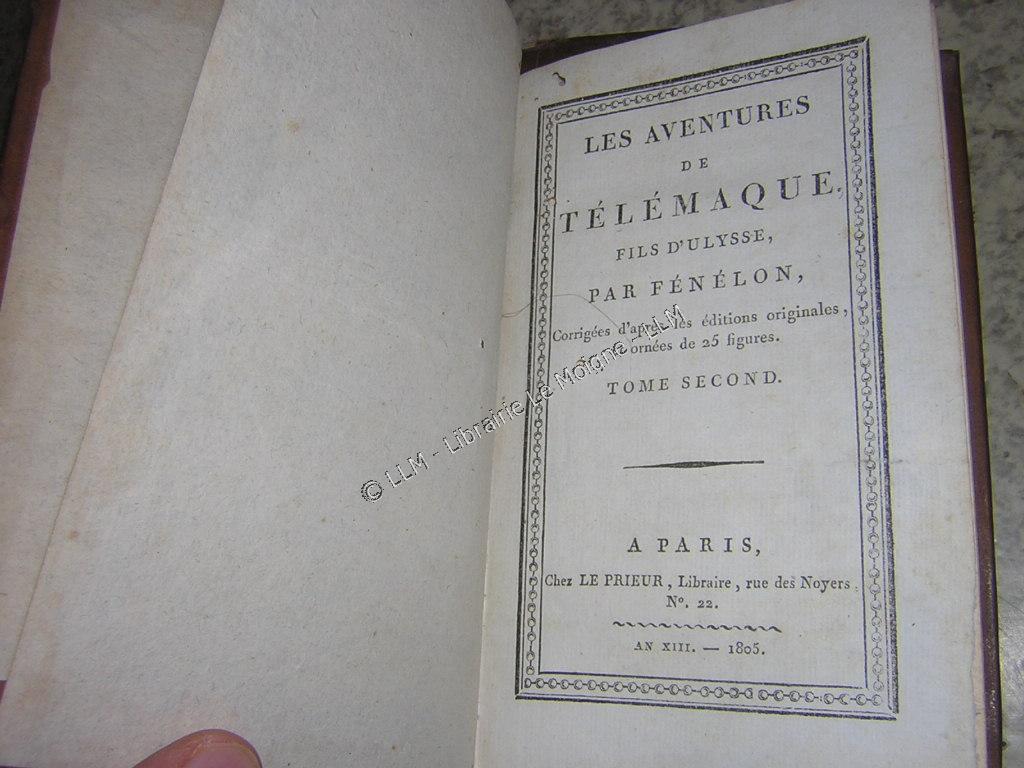 LES AVENTURES
DE
TÉLÉMAQUE,
FILS D'ULYSSE,
PAR FÉNÉLON,
Corrigées d'après les éditions originales,
ornées de 25 figures.
TOME SECOND.
A PARIS,
Chez LE PRIEUR, Libraire, rue des Noyers.
Nº. 22.
AN XIII. — 1805.
© LLM - Librairie Le Moigne - LLM